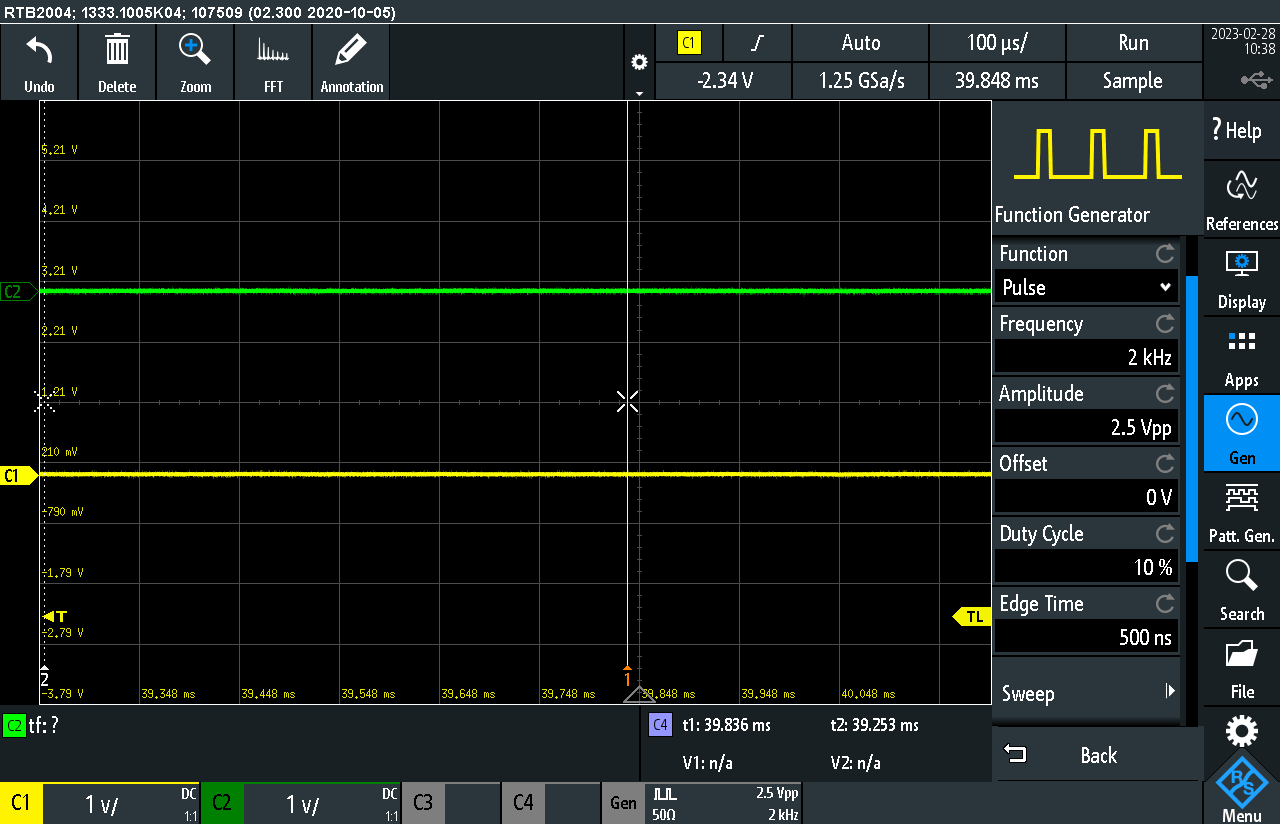 RTB2004; 1333.1005K04; 107509 (02.300 2020-10-05)
Undo
Delete
Zoom
FFT
Annotation
C1
Auto
100 µs/
Run
-2.34 V
1.25 GSa/s
39.848 ms
Sample
2023-02-28
10:38
5.21 V
4.21 V
3.21 V
C2
2.21 V
1.21 V
210 mV
C1
-790 mV
-1.79 V
T
TL
-2.79 V
2
1
-3.79 V
39.348 ms
39.448 ms
39.548 ms
39.648 ms
39.748 ms
39.848 ms
39.948 ms
40.048 ms
Function Generator
Function
Pulse
Frequency
2 kHz
Amplitude
2.5 Vpp
Offset
0 V
Duty Cycle
10 %
Edge Time
500 ns
Sweep
Back
? Help
References
Display
Apps
Gen
Patt. Gen.
Search
File
R&S
Menu
C2 tf: ?
C4 t1: 39.836 ms t2: 39.253 ms
V1: n/a V2: n/a
C1 1 V/ DC 1:1
C2 1 V/ DC 1:1
C3
C4
Gen 50Ω 2.5 Vpp
2 kHz